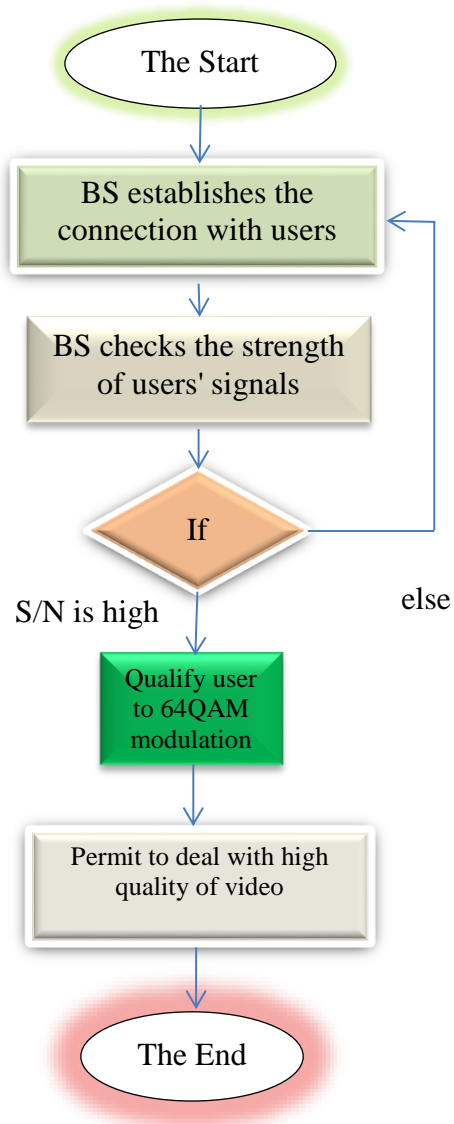 The Start
BS establishes the
connection with users
BS checks the strength
of users' signals
If
S/N is high
else
Qualify user
to 64QAM
modulation
Permit to deal with high
quality of video
The End